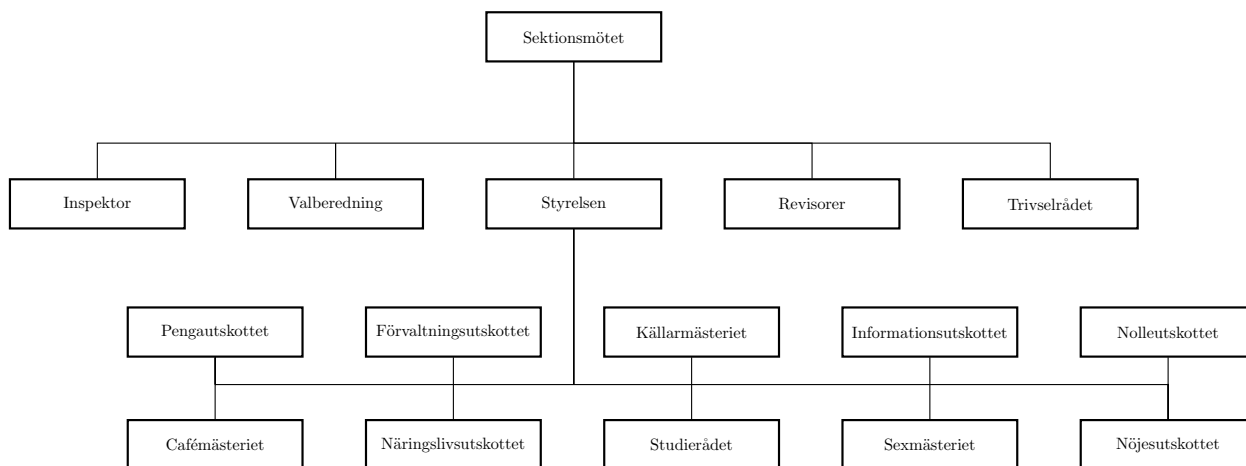 Sektionsmötet
Inspektor
Valberedning
Styrelsen
Revisorer
Trivselrådet
Pengautskottet
Förvaltningsutskottet
Källarmästeriet
Informationsutskottet
Nolleutskottet
Cafémästeriet
Näringslivsutskottet
Studierådet
Sexmästeriet
Nöjesutskottet